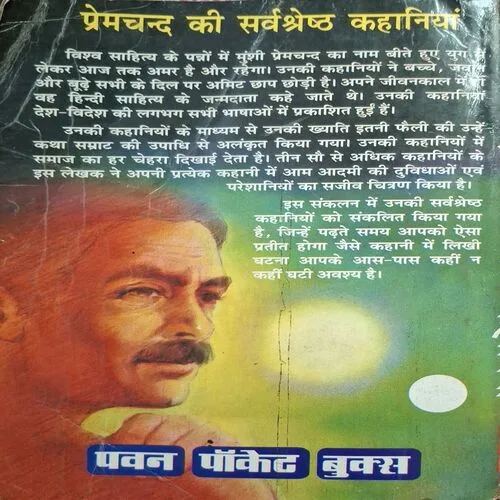 प्रेमचन्द की सर्वश्रेष्ठ कहानियां
विश्व साहित्य के पन्नों में मुंशी प्रेमचन्द का नाम बीते हुए युग से
लेकर आज तक अमर है और रहेगा। उनकी कहानियों ने बच्चे, जवान
और बूढ़े सभी के दिल पर अमिट छाप छोड़ी है। अपने जीवनकाल में ही
वह हिन्दी साहित्य के जन्मदाता कहे जाते थे। उनकी कहानियां
देश-विदेश की लगभग सभी भाषाओं में प्रकाशित हुई हैं।
उनकी कहानियों के माध्यम से उनकी ख्याति इतनी फैली की उन्हें
कथा सम्राट की उपाधि से अलंकृत किया गया। उनकी कहानियों में
समाज का हर चेहरा दिखाई देता है। तीन सौ से अधिक कहानियों के
इस लेखक ने अपनी प्रत्येक कहानी में आम आदमी की दुविधाओं एवं
परेशानियों का सजीव चित्रण किया है।
इस संकलन में उनकी सर्वश्रेष्ठ
कहानियों को संकलित किया गया
है, जिन्हें पढ़ते समय आपको ऐसा
प्रतीत होगा जैसे कहानी में लिखी
घटना आपके आस-पास कहीं न
कहीं घटी अवश्य है।
पवन पॉकेट बुक्स